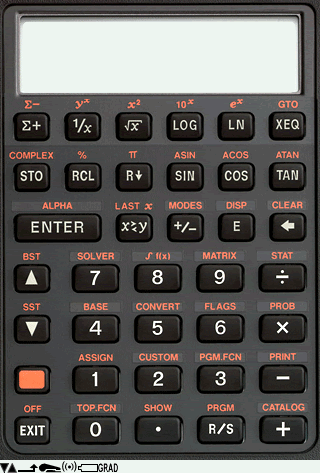 Σ− yˣ x² 10ˣ eˣ GTO
Σ+ 1/x √x LOG LN XEQ
COMPLEX % π ASIN ACOS ATAN
STO RCL R↓ SIN COS TAN
ALPHA LAST x MODES DISP CLEAR
ENTER x≷y +/− E ←
BST SOLVER ∫f(x) MATRIX STAT
▲ 7 8 9 ÷
SST BASE CONVERT FLAGS PROB
▼ 4 5 6 ×
ASSIGN CUSTOM PGM.FCN PRINT
1 2 3 −
OFF TOP.FCN SHOW PRGM CATALOG
EXIT 0 . R/S +
GRAD